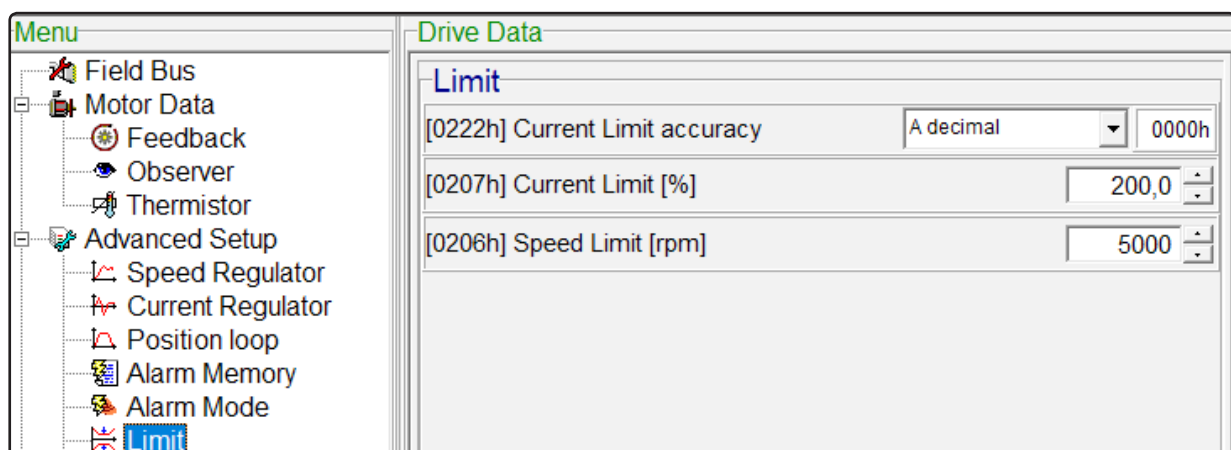 Menu
Field Bus
Motor Data
Feedback
Observer
Thermistor
Advanced Setup
Speed Regulator
Current Regulator
Position loop
Alarm Memory
Alarm Mode
Limit
Drive Data
Limit
[0222h] Current Limit accuracy A decimal 0000h
[0207h] Current Limit [%] 200,0
[0206h] Speed Limit [rpm] 5000